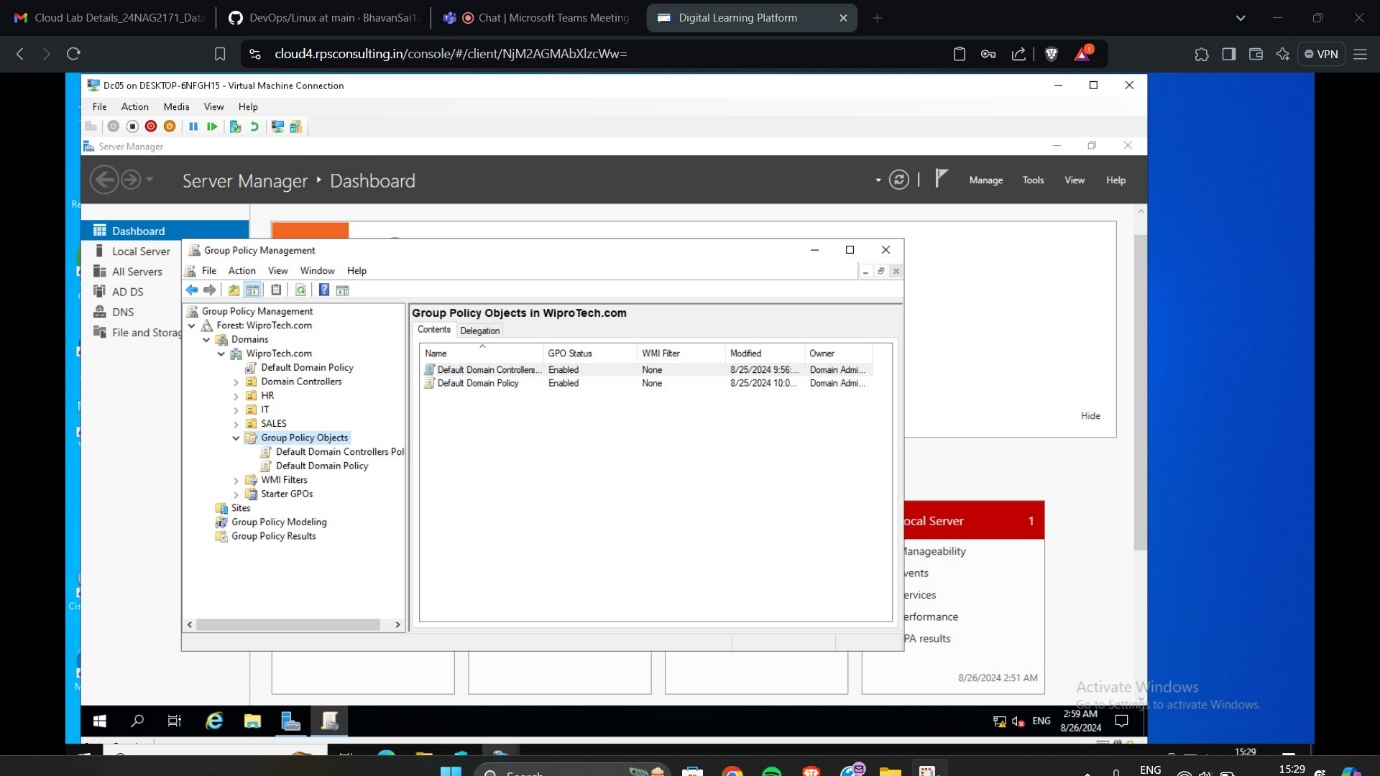 Cloud Lab Details_24NAG2171_Data
DevOps/Linux at main · BhavanSai1
Chat | Microsoft Teams Meeting
Digital Learning Platform
cloud4.rpsconsulting.in/console/#/client/NjM2AGMAbXlzcWw=
1
VPN
Dc05 on DESKTOP-6NFGH15 - Virtual Machine Connection
File Action Media View Help
Server Manager
Server Manager ‣ Dashboard
Manage Tools View Help
Dashboard
Local Server
All Servers
AD DS
DNS
File and Storag
Group Policy Management
File Action View Window Help
Group Policy Management
Forest: WiproTech.com
Domains
WiproTech.com
Default Domain Policy
Domain Controllers
HR
IT
SALES
Group Policy Objects
Default Domain Controllers Pol
Default Domain Policy
WMI Filters
Starter GPOs
Sites
Group Policy Modeling
Group Policy Results
Group Policy Objects in WiproTech.com
Contents Delegation
Name GPO Status WMI Filter Modified Owner
Default Domain Controllers... Enabled None 8/25/2024 9:56:... Domain Admi...
Default Domain Policy Enabled None 8/25/2024 10:0... Domain Admi...
Hide
ocal Server 1
Manageability
vents
ervices
erformance
PA results
8/26/2024 2:51 AM
Activate Windows
Go to Settings to activate Windows.
ENG
2:59 AM
8/26/2024
15:29
Search
ENG
15:29